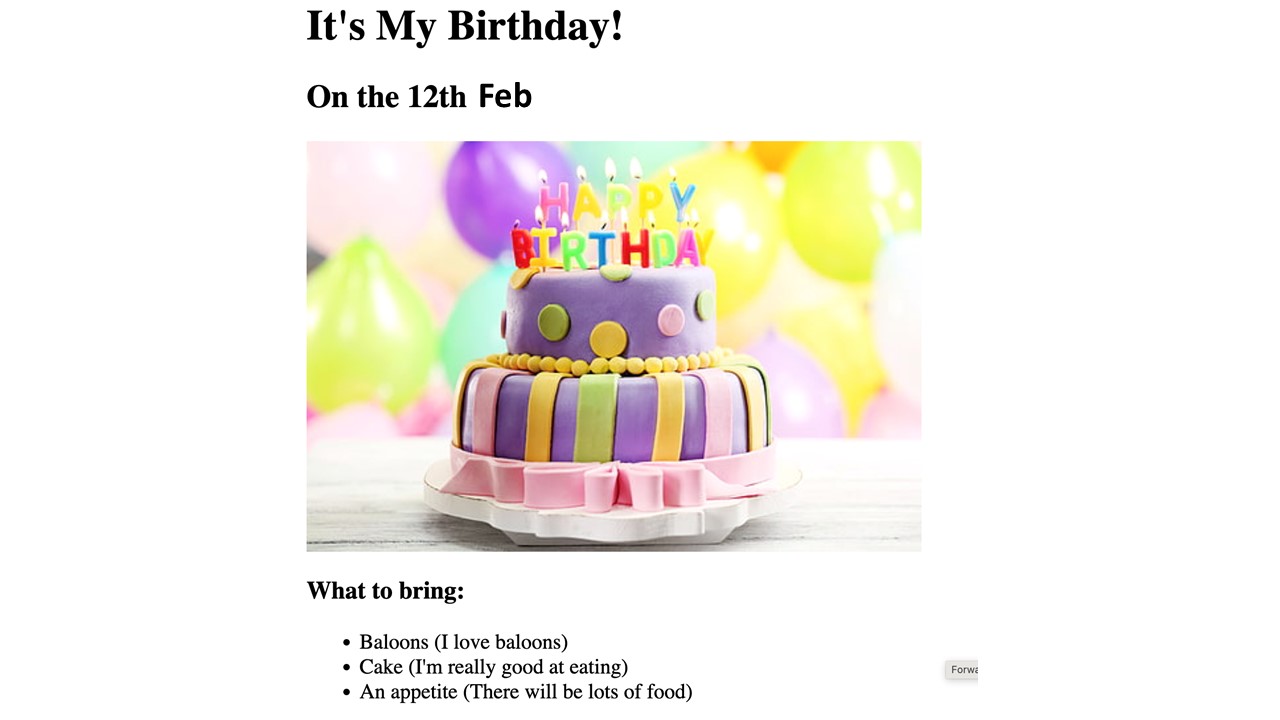 It's My Birthday!
On the 12th Feb
HAPPY
BIRTHDAY
What to bring:
Baloons (I love baloons)
Cake (I'm really good at eating)
An appetite (There will be lots of food)